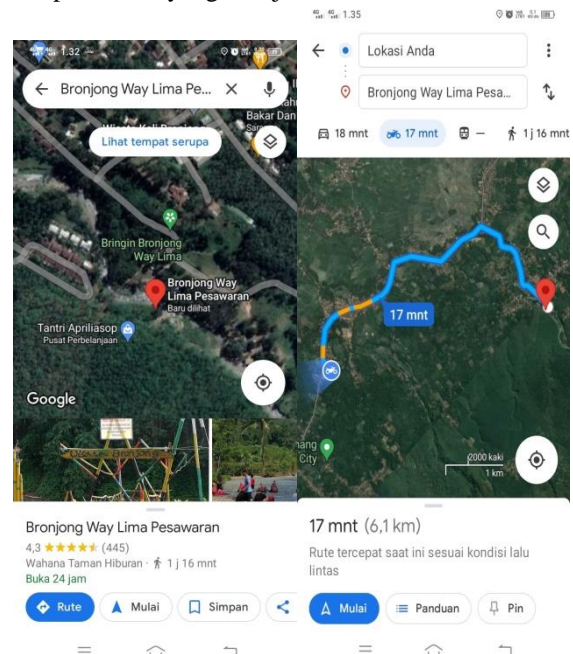 1.32
Bronjong Way Lima Pe...
Bakar Dan
Lihat tempat serupa
Bringin Bronjong
Way Lima
Bronjong Way
Lima Pesawaran
Baru dilihat
Tantri Apriliasop
Pusat Perbelanjaan
Google
Bronjong Way Lima Pesawaran
4,3 (445)
Wahana Taman Hiburan · 1 j 16 mnt
Buka 24 jam
Rute
Mulai
Simpan
1.35
Lokasi Anda
Bronjong Way Lima Pesa...
18 mnt
17 mnt
—
1 j 16 mnt
17 mnt
City
2000 kaki
1 km
17 mnt (6,1 km)
Rute tercepat saat ini sesuai kondisi lalu
lintas
Mulai
Panduan
Pin